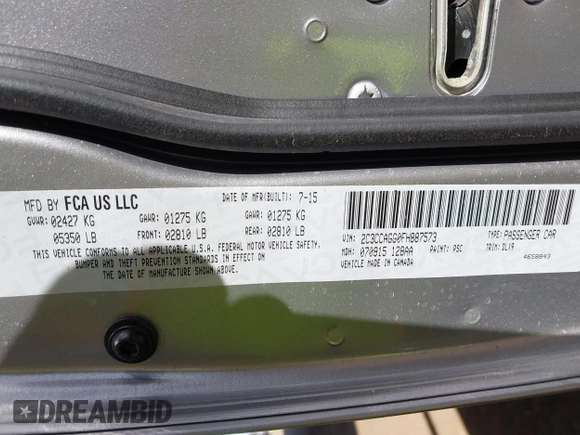 MFD BY FCA US LLC
DATE OF MFR(BUILT): 7-15
GVWR: 02427 KG GAWR: 01275 KG GAWR: 01275 KG
05350 LB FRONT: 02810 LB REAR: 02810 LB
THIS VEHICLE CONFORMS TO ALL APPLICABLE U.S.A. FEDERAL MOTOR VEHICLE SAFETY,
BUMPER AND THEFT PREVENTION STANDARDS IN EFFECT ON
THE DATE OF MANUFACTURE SHOWN ABOVE.
VIN: 2C3CCAGG0FH887573 TYPE: PASSENGER CAR
MDH: 070915 128AA PAINT: PSC TRIM: DLX9
VEHICLE MADE IN CANADA 4658843
DREAMBID